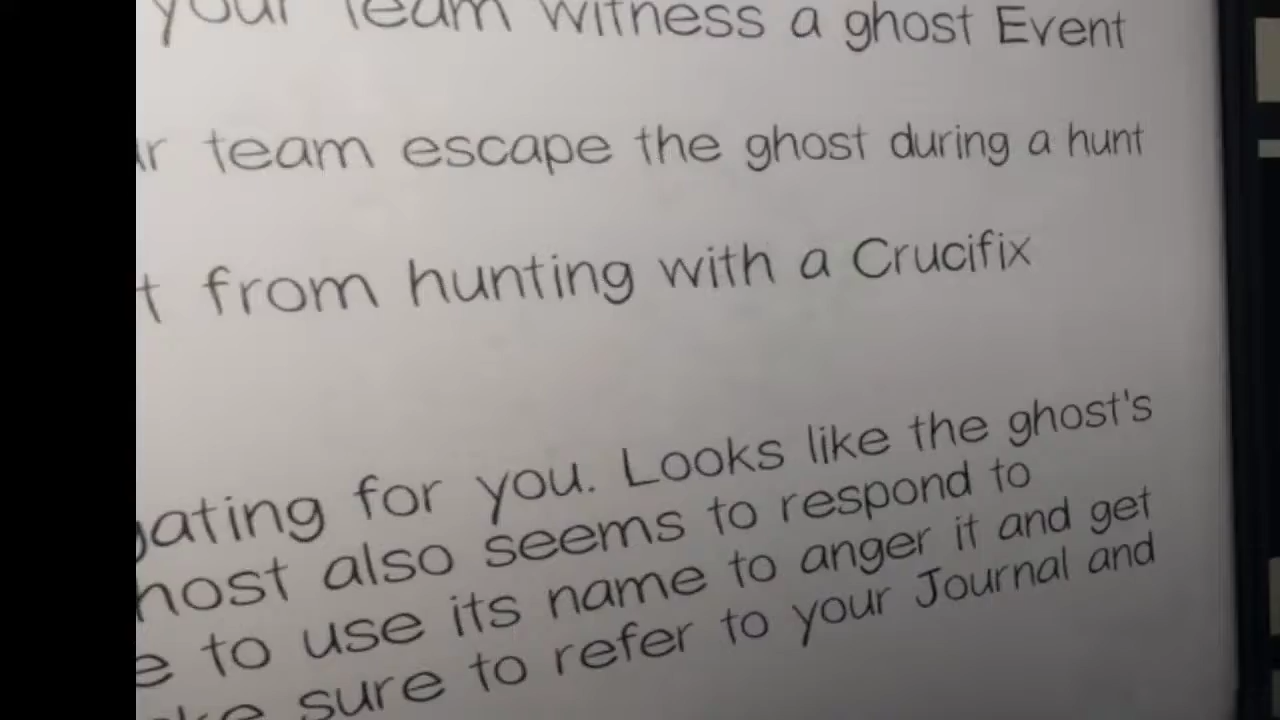 your team witness a ghost Event
team escape the ghost during a hunt
from hunting with a Crucifix
for you. Looks like the ghost's
also seems to respond to
to use its name to anger it and get
sure to refer to your Journal and